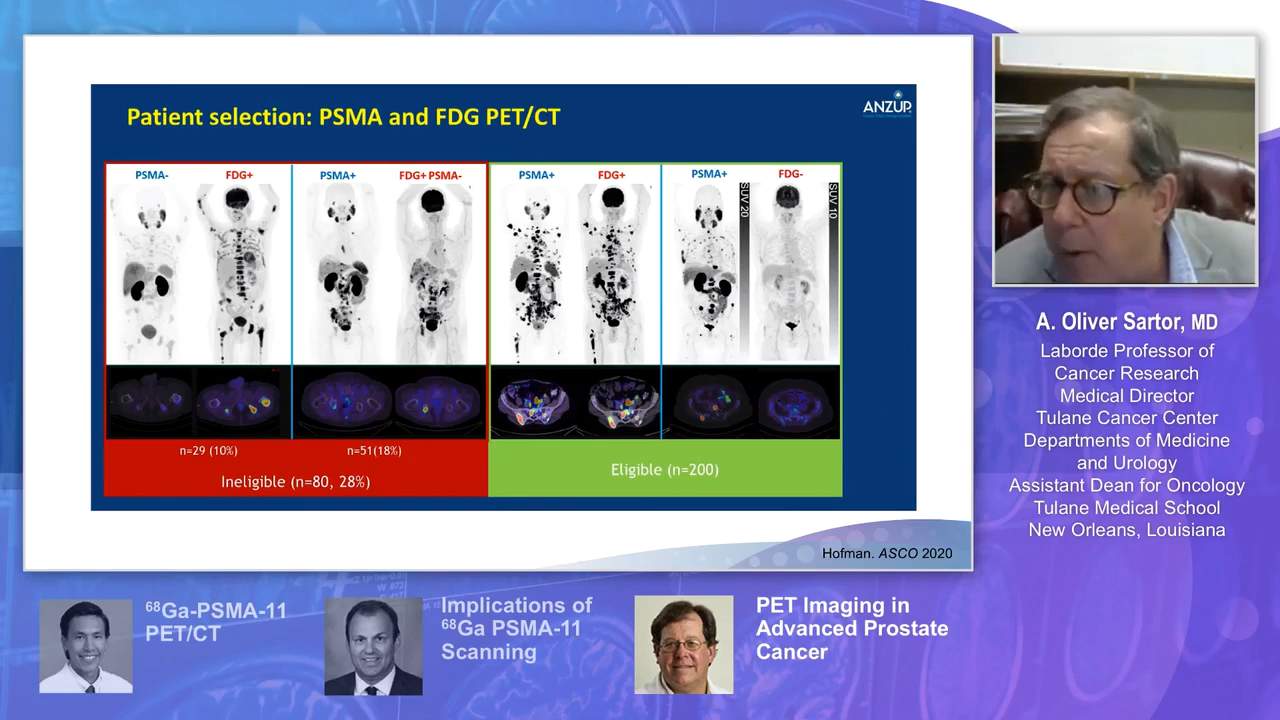 Patient selection: PSMA and FDG PET/CT
ANZUP
PSMA-
FDG+
PSMA+
FDG+ PSMA-
PSMA+
FDG+
PSMA+
FDG-
SUV 20
SUV 10
n=29 (10%)
n=51(18%)
Ineligible (n=80, 28%)
Eligible (n=200)
Hofman. ASCO 2020
A. Oliver Sartor, MD
Laborde Professor of
Cancer Research
Medical Director
Tulane Cancer Center
Departments of Medicine
and Urology
Assistant Dean for Oncology
Tulane Medical School
New Orleans, Louisiana
68Ga-PSMA-11
PET/CT
Implications of
68Ga PSMA-11
Scanning
PET Imaging in
Advanced Prostate
Cancer